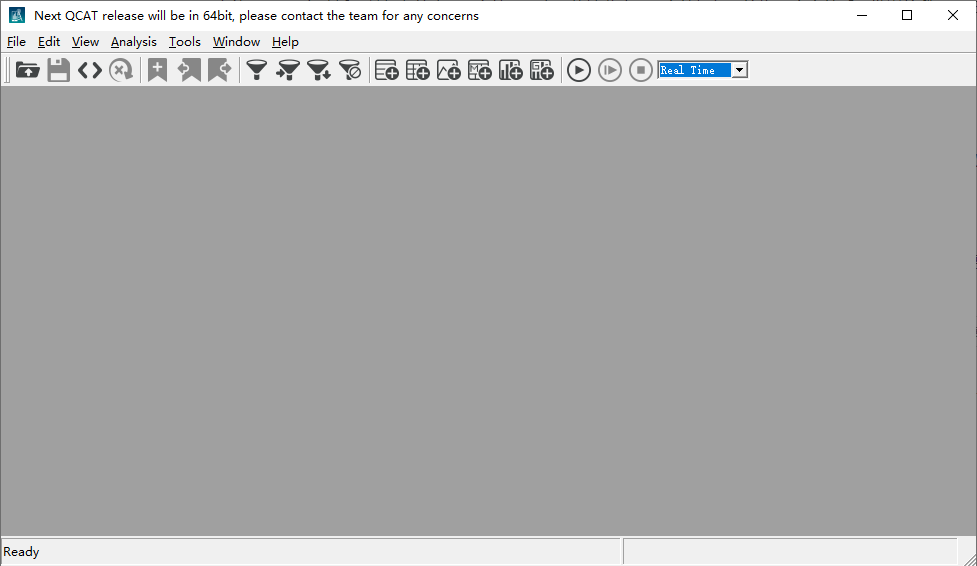 Next QCAT release will be in 64bit, please contact the team for any concerns
File Edit View Analysis Tools Window Help
Real Time
Ready